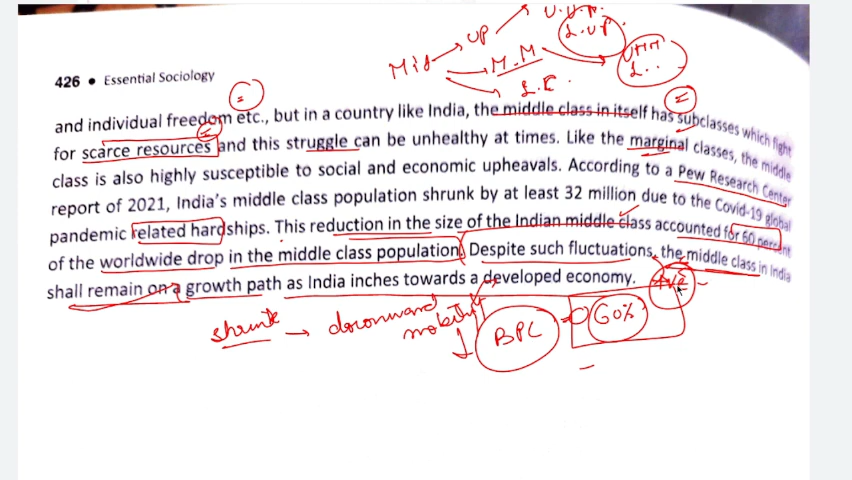 U.U.P.
UP
L.UP.
Mid
M.M
UMM
L..
L.C.
426 • Essential Sociology
and individual freedom etc., but in a country like India, the middle class in itself has subclasses which fight
for scarce resources and this struggle can be unhealthy at times. Like the marginal classes, the middle
class is also highly susceptible to social and economic upheavals. According to a Pew Research Center
report of 2021, India's middle class population shrunk by at least 32 million due to the Covid-19 global
pandemic related hardships. This reduction in the size of the Indian middle class accounted for 60 percent
of the worldwide drop in the middle class population. Despite such fluctuations, the middle class in India
shall remain on a growth path as India inches towards a developed economy.
+ve
shrunk → downward
mobility
BPL = 60%